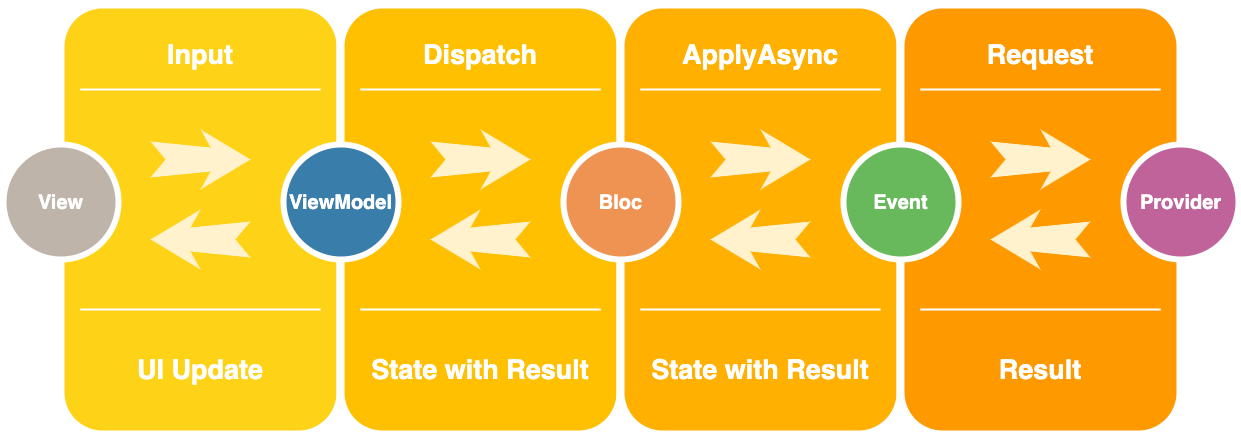 Input
Dispatch
ApplyAsync
Request
View
ViewModel
Bloc
Event
Provider
UI Update
State with Result
State with Result
Result